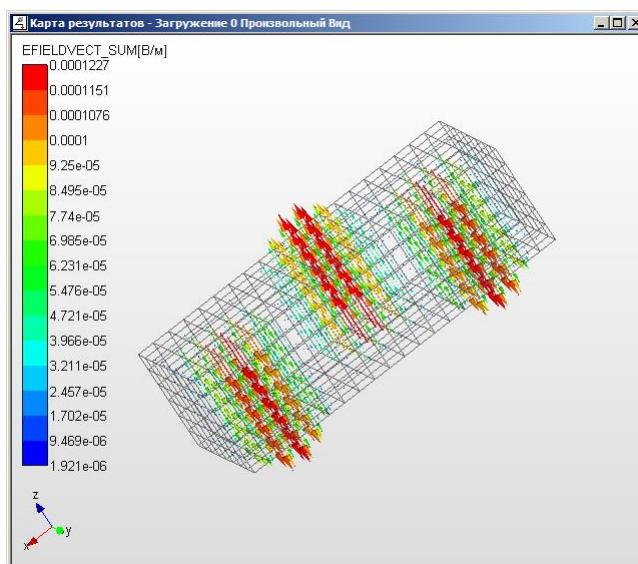 Карта результатов - Загружение 0 Произвольный Вид
EFIELDVECT_SUM[В/м]
0.0001227
0.0001151
0.0001076
0.0001
9.25e-05
8.495e-05
7.74e-05
6.985e-05
6.231e-05
5.476e-05
4.721e-05
3.966e-05
3.211e-05
2.457e-05
1.702e-05
9.469e-06
1.921e-06
z
y
x